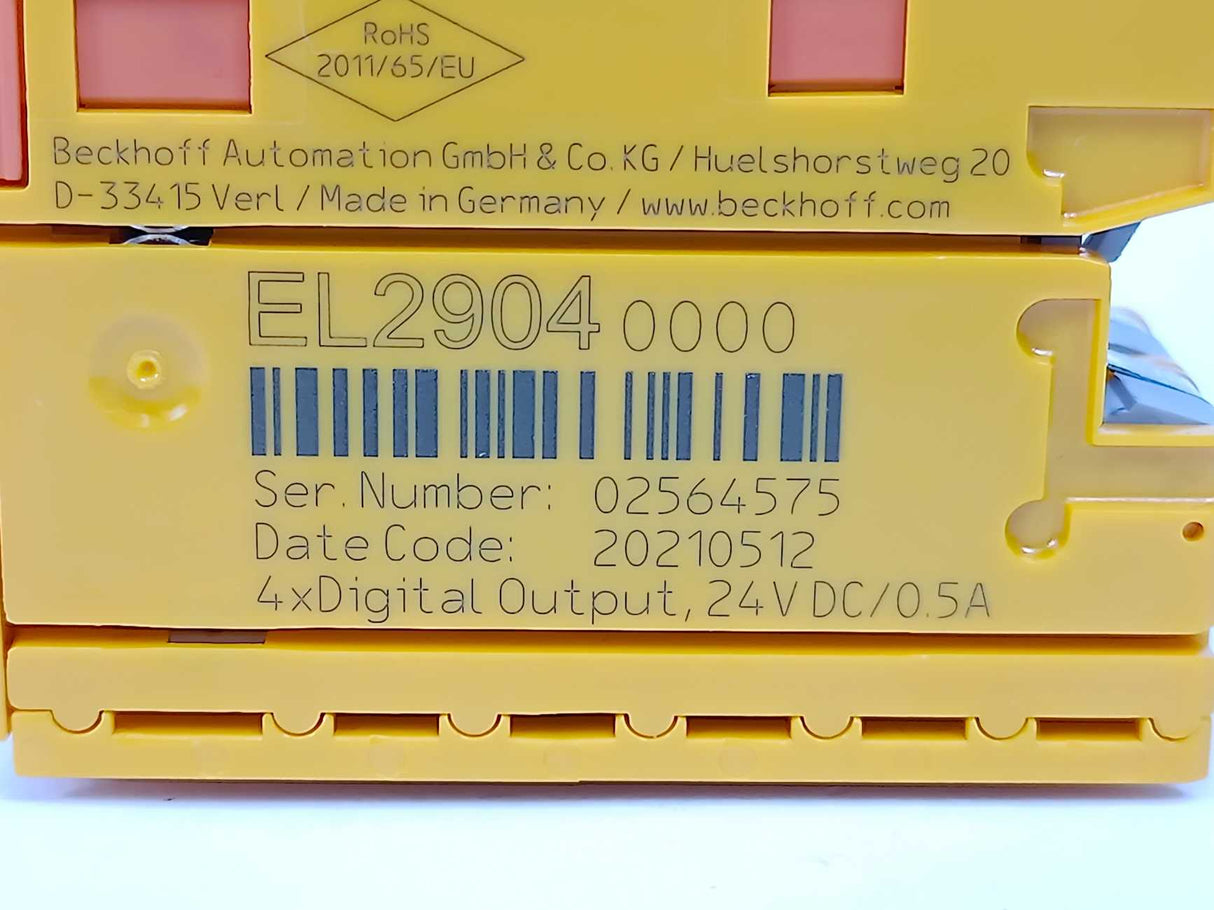 RoHS
2011/65/EU
Beckhoff Automation GmbH & Co. KG / Huelshorstweg 20
D-33415 Verl / Made in Germany / www.beckhoff.com
EL2904 0000
Ser. Number: 02564575
Date Code: 20210512
4xDigital Output, 24V DC/0.5A